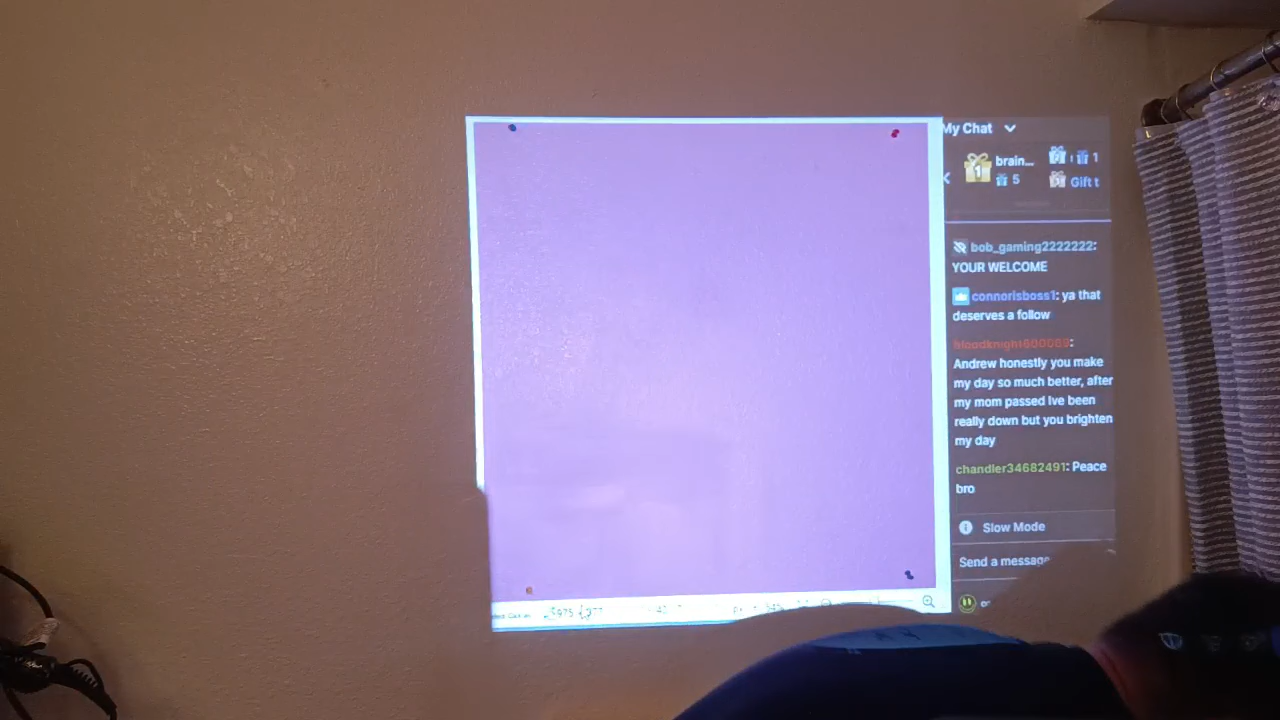 My Chat
1
brain...
5
1
Gift t
bob_gaming2222222:
YOUR WELCOME
connorisboss1: ya that
deserves a follow
bloodknight600069:
Andrew honestly you make
my day so much better, after
my mom passed Ive been
really down but you brighten
my day
chandler34682491: Peace
bro
Slow Mode
Send a message